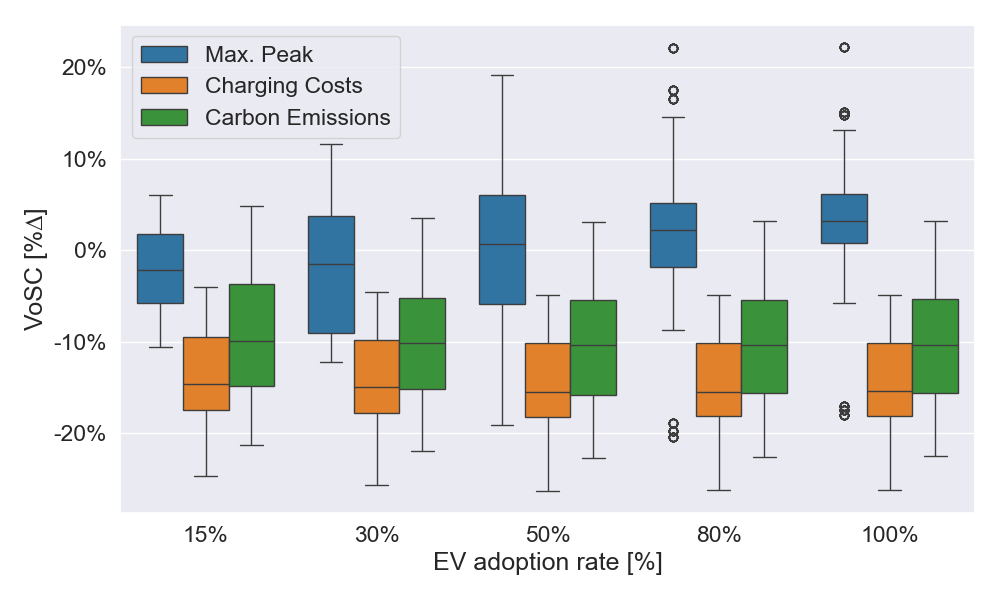 Max. Peak
Charging Costs
Carbon Emissions
20%
10%
0%
-10%
-20%
VoSC [%Δ]
15%
30%
50%
80%
100%
EV adoption rate [%]